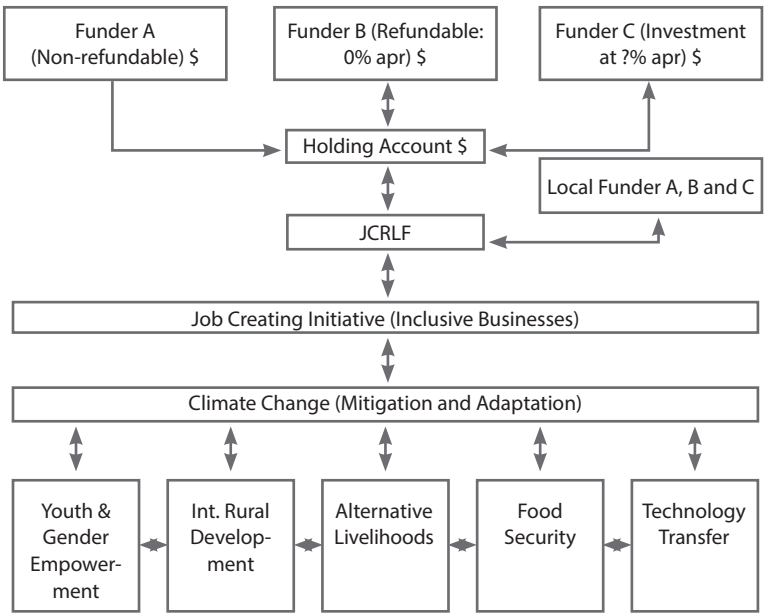 Funder A
(Non-refundable) $
Funder B (Refundable:
0% apr) $
Funder C (Investment
at ?% apr) $
Holding Account $
Local Funder A, B and C
JCRLF
Job Creating Initiative (Inclusive Businesses)
Climate Change (Mitigation and Adaptation)
Youth &
Gender
Empower-
ment
Int. Rural
Develop-
ment
Alternative
Livelihoods
Food
Security
Technology
Transfer